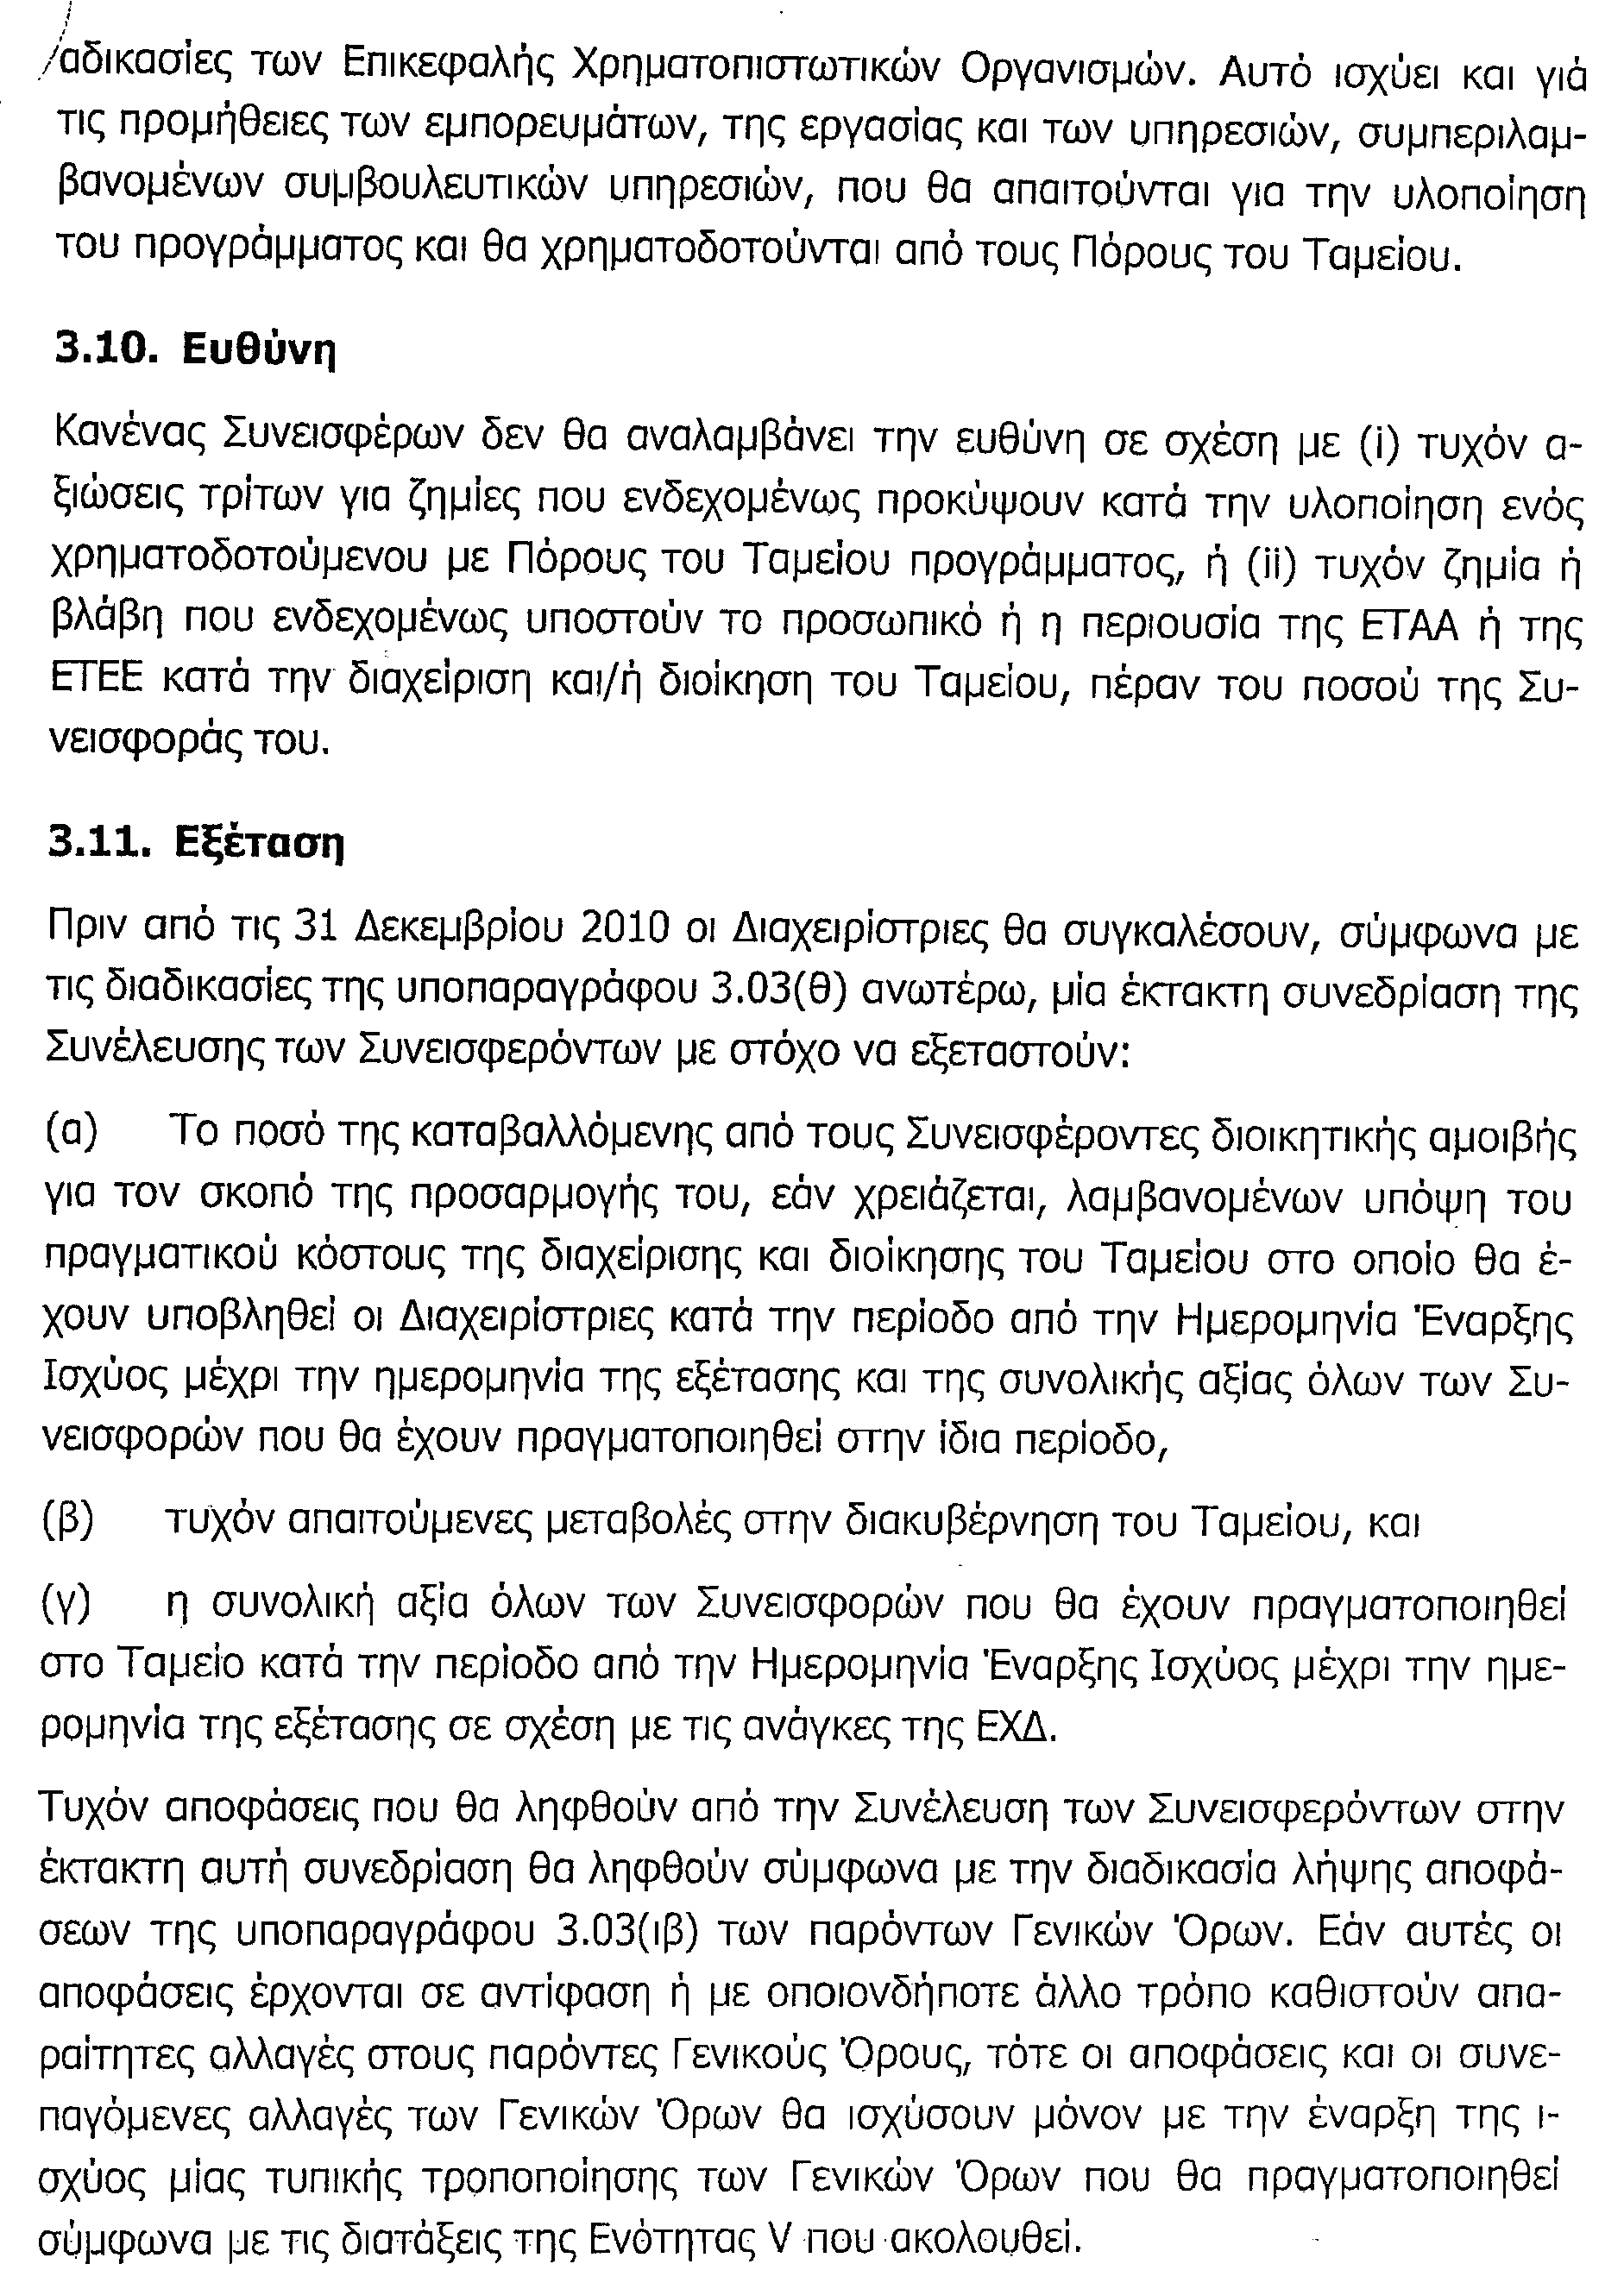 αδικασίες των Επικεφαλής Χρηματοπιστωτικών Οργανισμών. Αυτό ισχύει και γιά
τις προμήθειες των εμπορευμάτων, της εργασίας και των υπηρεσιών, συμπεριλαμ-
βανομένων συμβουλευτικών υπηρεσιών, που θα απαιτούνται για την υλοποίηση
του προγράμματος και θα χρηματοδοτούνται από τους Πόρους του Ταμείου.
3.10. Ευθύνη
Κανένας Συνεισφέρων δεν θα αναλαμβάνει την ευθύνη σε σχέση με (i) τυχόν α-
ξιώσεις τρίτων για ζημίες που ενδεχομένως προκύψουν κατά την υλοποίηση ενός
χρηματοδοτούμενου με Πόρους του Ταμείου προγράμματος, ή (ii) τυχόν ζημία ή
βλάβη που ενδεχομένως υποστούν το προσωπικό ή η περιουσία της ΕΤΑΑ ή της
ΕΤΕΕ κατά την διαχείριση και/ή διοίκηση του Ταμείου, πέραν του ποσού της Συ-
νεισφοράς του.
3.11. Εξέταση
Πριν από τις 31 Δεκεμβρίου 2010 οι Διαχειρίστριες θα συγκαλέσουν, σύμφωνα με
τις διαδικασίες της υποπαραγράφου 3.03(θ) ανωτέρω, μία έκτακτη συνεδρίαση της
Συνέλευσης των Συνεισφερόντων με στόχο να εξεταστούν:
(α) Το ποσό της καταβαλλόμενης από τους Συνεισφέροντες διοικητικής αμοιβής
για τον σκοπό της προσαρμογής του, εάν χρειάζεται, λαμβανομένων υπόψη του
πραγματικού κόστους της διαχείρισης και διοίκησης του Ταμείου στο οποίο θα έ-
χουν υποβληθεί οι Διαχειρίστριες κατά την περίοδο από την Ημερομηνία Έναρξης
Ισχύος μέχρι την ημερομηνία της εξέτασης και της συνολικής αξίας όλων των Συ-
νεισφορών που θα έχουν πραγματοποιηθεί στην ίδια περίοδο,
(β) τυχόν απαιτούμενες μεταβολές στην διακυβέρνηση του Ταμείου, και
(γ) η συνολική αξία όλων των Συνεισφορών που θα έχουν πραγματοποιηθεί
στο Ταμείο κατά την περίοδο από την Ημερομηνία Έναρξης Ισχύος μέχρι την ημε-
ρομηνία της εξέτασης σε σχέση με τις ανάγκες της ΕΧΔ.
Τυχόν αποφάσεις που θα ληφθούν από την Συνέλευση των Συνεισφερόντων στην
έκτακτη αυτή συνεδρίαση θα ληφθούν σύμφωνα με την διαδικασία λήψης αποφά-
σεων της υποπαραγράφου 3.03(ιβ) των παρόντων Γενικών Όρων. Εάν αυτές οι
αποφάσεις έρχονται σε αντίφαση ή με οποιονδήποτε άλλο τρόπο καθιστούν απα-
ραίτητες αλλαγές στους παρόντες Γενικούς Όρους, τότε οι αποφάσεις και οι συνε-
παγόμενες αλλαγές των Γενικών Όρων θα ισχύσουν μόνον με την έναρξη της ι-
σχύος μίας τυπικής τροποποίησης των Γενικών Όρων που θα πραγματοποιηθεί
σύμφωνα με τις διατάξεις της Ενότητας V που ακολουθεί.